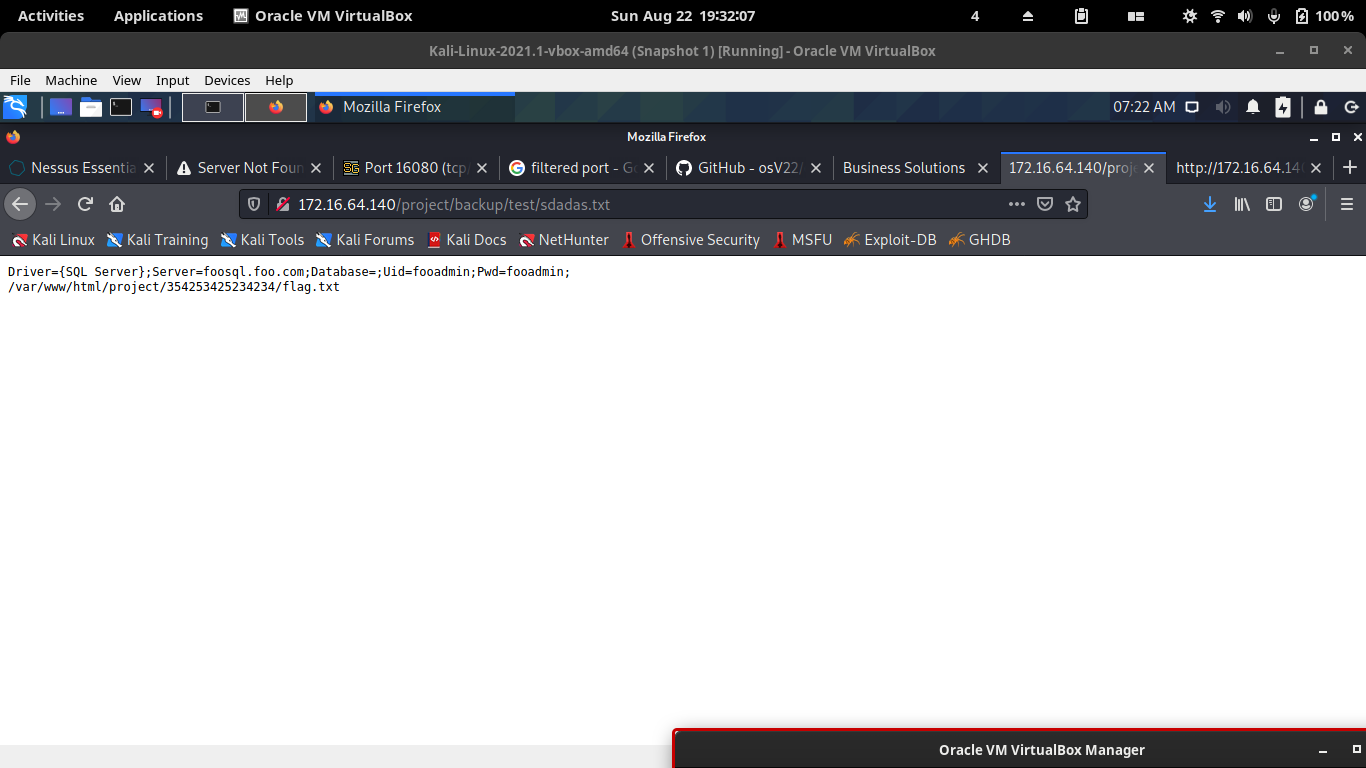 Activities Applications Oracle VM VirtualBox Sun Aug 22 19:32:07 4 100%
Kali-Linux-2021.1-vbox-amd64 (Snapshot 1) [Running] - Oracle VM VirtualBox
File Machine View Input Devices Help
Mozilla Firefox 07:22 AM
Mozilla Firefox
Nessus Essentia Server Not Foun Port 16080 (tcp/ filtered port - Go GitHub - osV22/ Business Solutions 172.16.64.140/proje http://172.16.64.140
172.16.64.140/project/backup/test/sdadas.txt
Kali Linux Kali Training Kali Tools Kali Forums Kali Docs NetHunter Offensive Security MSFU Exploit-DB GHDB
Driver={SQL Server};Server=foosql.foo.com;Database=;Uid=fooadmin;Pwd=fooadmin;
/var/www/html/project/354253425234234/flag.txt
Oracle VM VirtualBox Manager